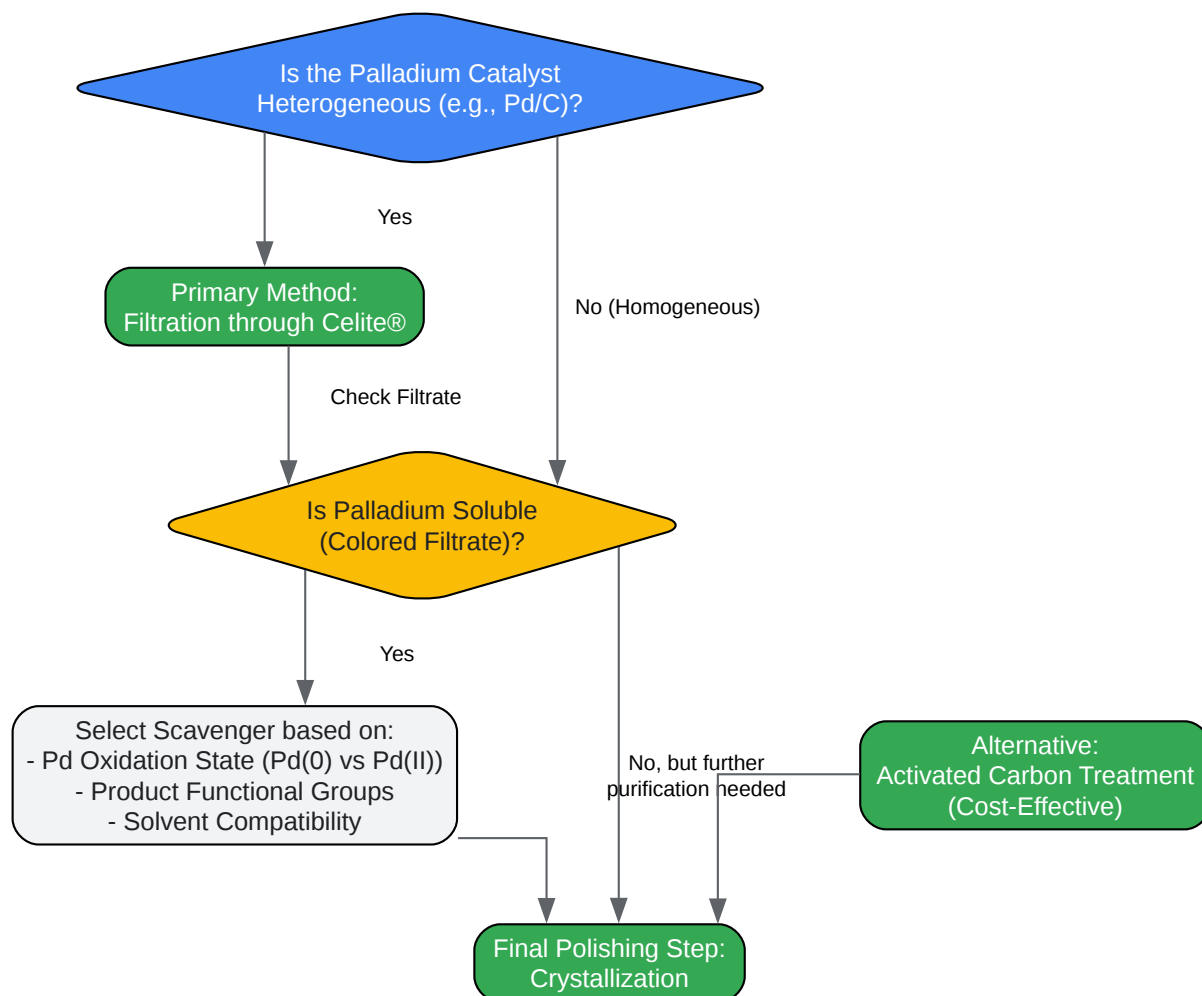 Is the Palladium Catalyst
Heterogeneous (e.g., Pd/C)?
Yes
Primary Method:
Filtration through Celite®
No (Homogeneous)
Check Filtrate
Is Palladium Soluble
(Colored Filtrate)?
Yes
Select Scavenger based on:
- Pd Oxidation State (Pd(0) vs Pd(II))
- Product Functional Groups
- Solvent Compatibility
No, but further
purification needed
Alternative:
Activated Carbon Treatment
(Cost-Effective)
Final Polishing Step:
Crystallization